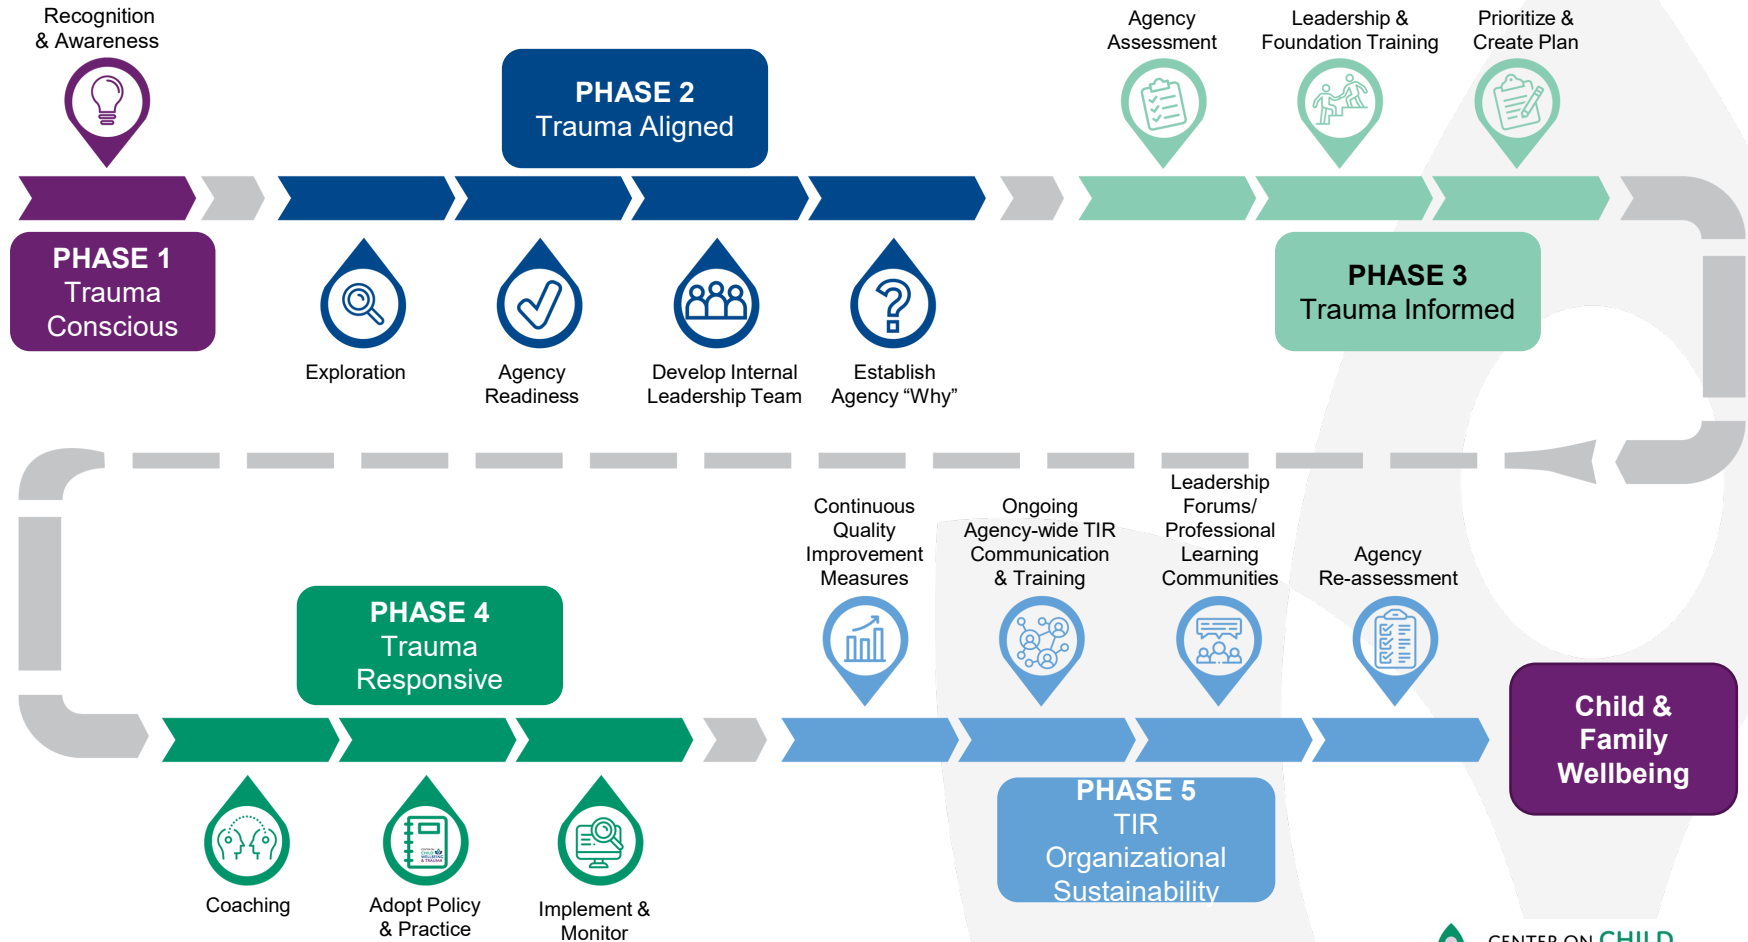 Recognition
& Awareness
PHASE 1
Trauma
Conscious
PHASE 2
Trauma Aligned
Exploration
Agency
Readiness
Develop Internal
Leadership Team
Establish
Agency “Why”
Agency
Assessment
Leadership &
Foundation Training
Prioritize &
Create Plan
PHASE 3
Trauma Informed
PHASE 4
Trauma
Responsive
Coaching
Adopt Policy
& Practice
CHILD
WELLBEING
& TRAUMA
Implement &
Monitor
Continuous
Quality
Improvement
Measures
Ongoing
Agency-wide TIR
Communication
& Training
Leadership
Forums/
Professional
Learning
Communities
Agency
Re-assessment
PHASE 5
TIR
Organizational
Sustainability
Child &
Family
Wellbeing
CENTER ON CHILD